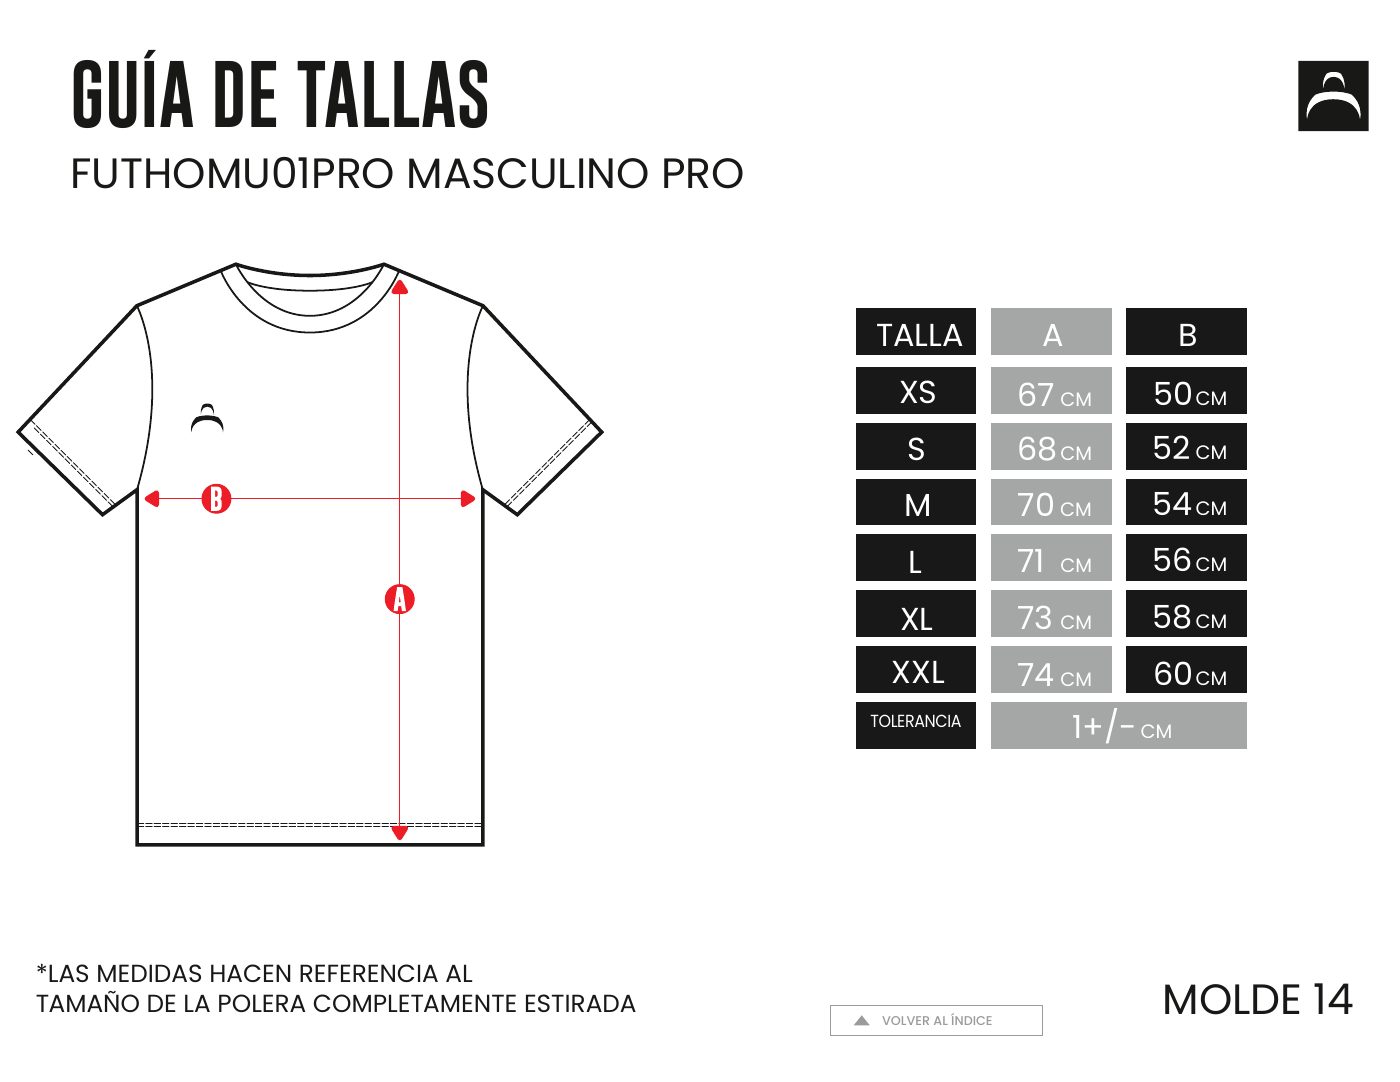 GUÍA DE TALLAS
FUTHOMU01PRO MASCULINO PRO
TALLA A B
XS 67 CM 50 CM
S 68 CM 52 CM
M 70 CM 54 CM
L 71 CM 56 CM
XL 73 CM 58 CM
XXL 74 CM 60 CM
TOLERANCIA 1+/- CM
B
A
*LAS MEDIDAS HACEN REFERENCIA AL
TAMAÑO DE LA POLERA COMPLETAMENTE ESTIRADA
VOLVER AL ÍNDICE
MOLDE 14